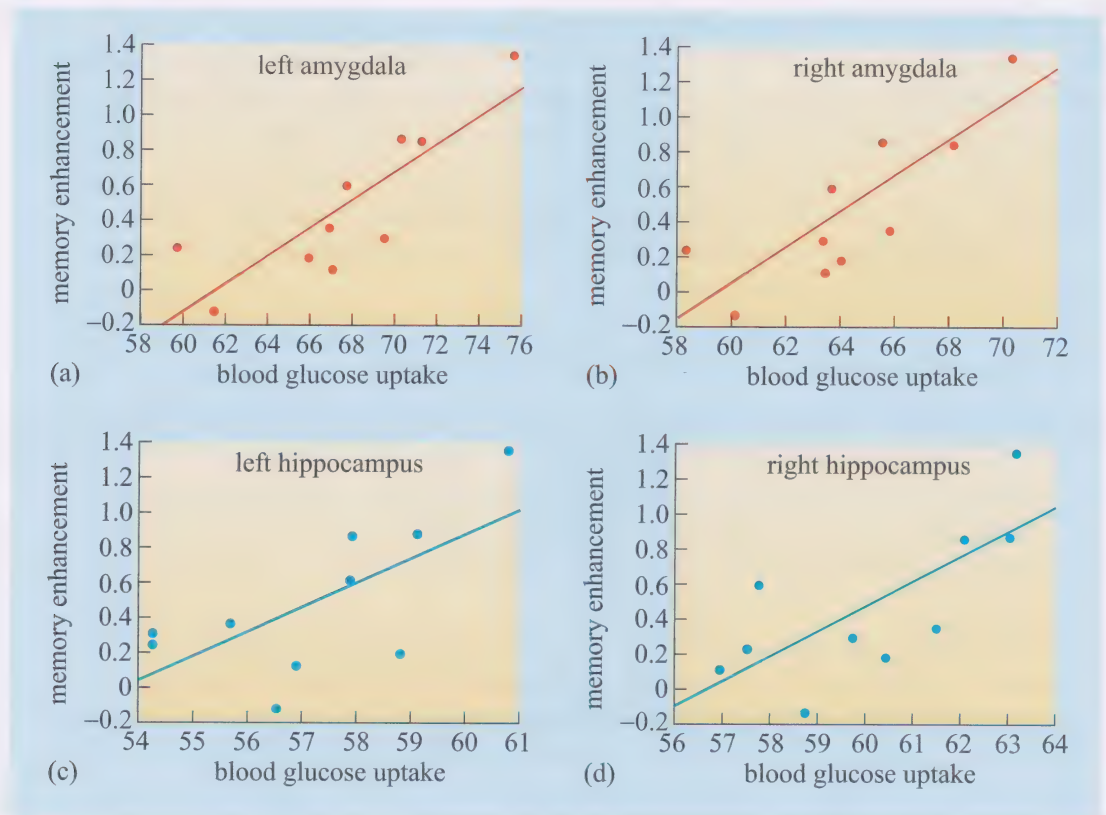 left amygdala
memory enhancement
1.4
1.2
1.0
0.8
0.6
0.4
0.2
0
–0.2
58 60 62 64 66 68 70 72 74 76
(a)
blood glucose uptake
right amygdala
memory enhancement
1.4
1.2
1.0
0.8
0.6
0.4
0.2
0
–0.2
58 60 62 64 66 68 70 72
(b)
blood glucose uptake
left hippocampus
memory enhancement
1.4
1.2
1.0
0.8
0.6
0.4
0.2
0
–0.2
54 55 56 57 58 59 60 61
(c)
blood glucose uptake
right hippocampus
memory enhancement
1.4
1.2
1.0
0.8
0.6
0.4
0.2
0
–0.2
56 57 58 59 60 61 62 63 64
(d)
blood glucose uptake